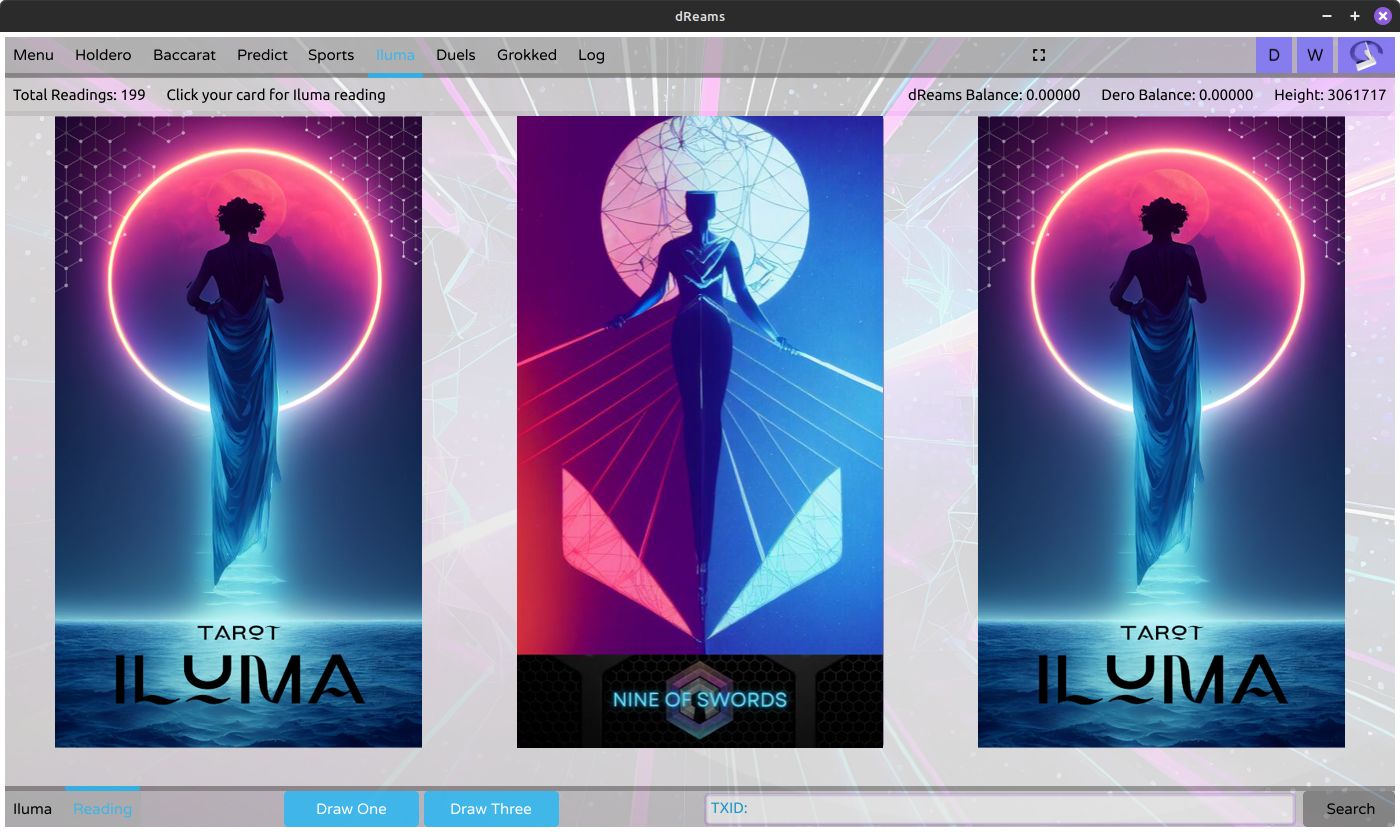 dReams
Menu Holdero Baccarat Predict Sports Iluma Duels Grokked Log D W
Total Readings: 199 Click your card for Iluma reading dReams Balance: 0.00000 Dero Balance: 0.00000 Height: 3061717
TAROT
ILUMA
NINE OF SWORDS
TAROT
ILUMA
Iluma Reading Draw One Draw Three TXID: Search